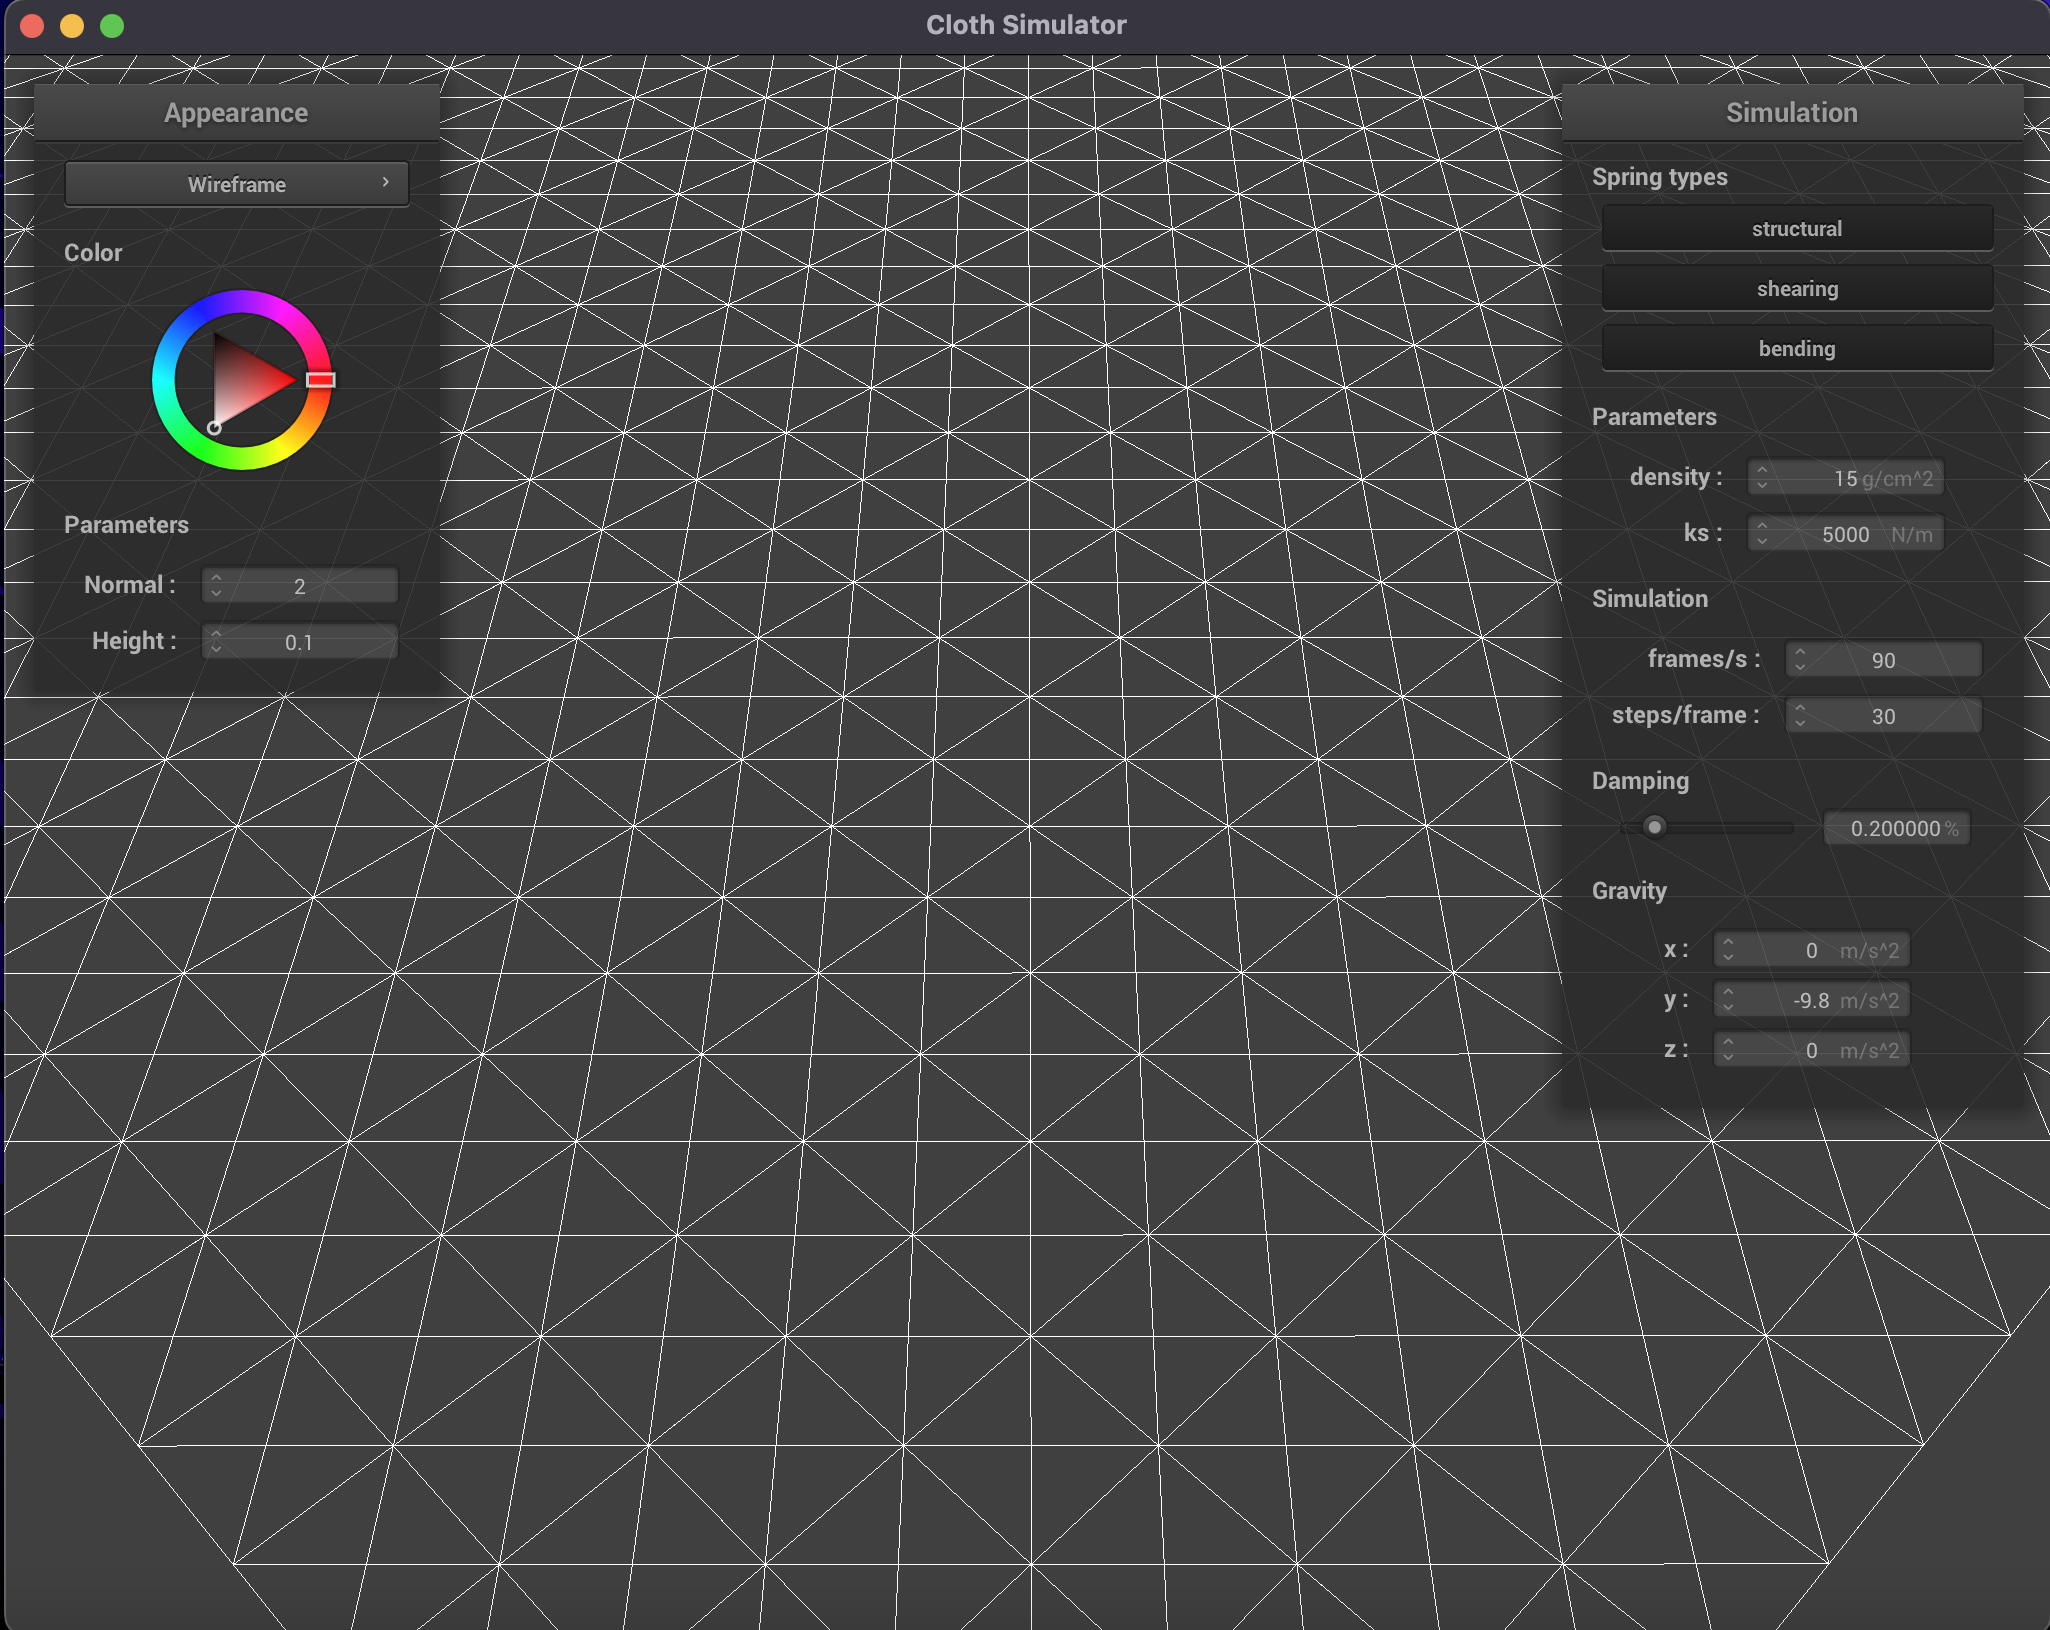 Cloth Simulator
Appearance
Wireframe
Color
Parameters
Normal : 2
Height : 0.1
Simulation
Spring types
structural
shearing
bending
Parameters
density : 15 g/cm^2
ks : 5000 N/m
Simulation
frames/s : 90
steps/frame : 30
Damping
0.200000 %
Gravity
x : 0 m/s^2
y : -9.8 m/s^2
z : 0 m/s^2